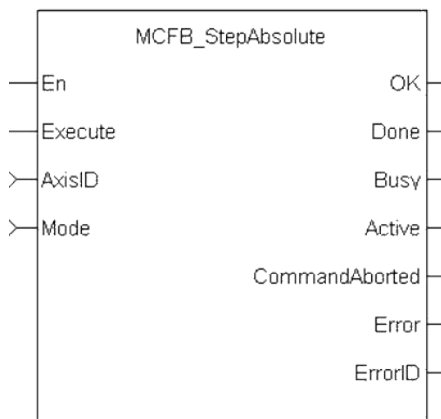 MCFB_StepAbsolute
En OK
Execute Done
AxisID Busy
Mode Active
CommandAborted
Error
ErrorID